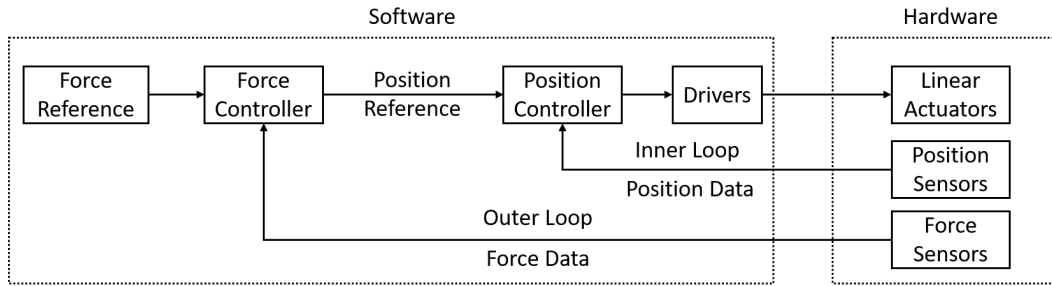 Software
Hardware
Force
Reference
Force
Controller
Position
Reference
Position
Controller
Drivers
Linear
Actuators
Inner Loop
Position Data
Position
Sensors
Outer Loop
Force Data
Force
Sensors